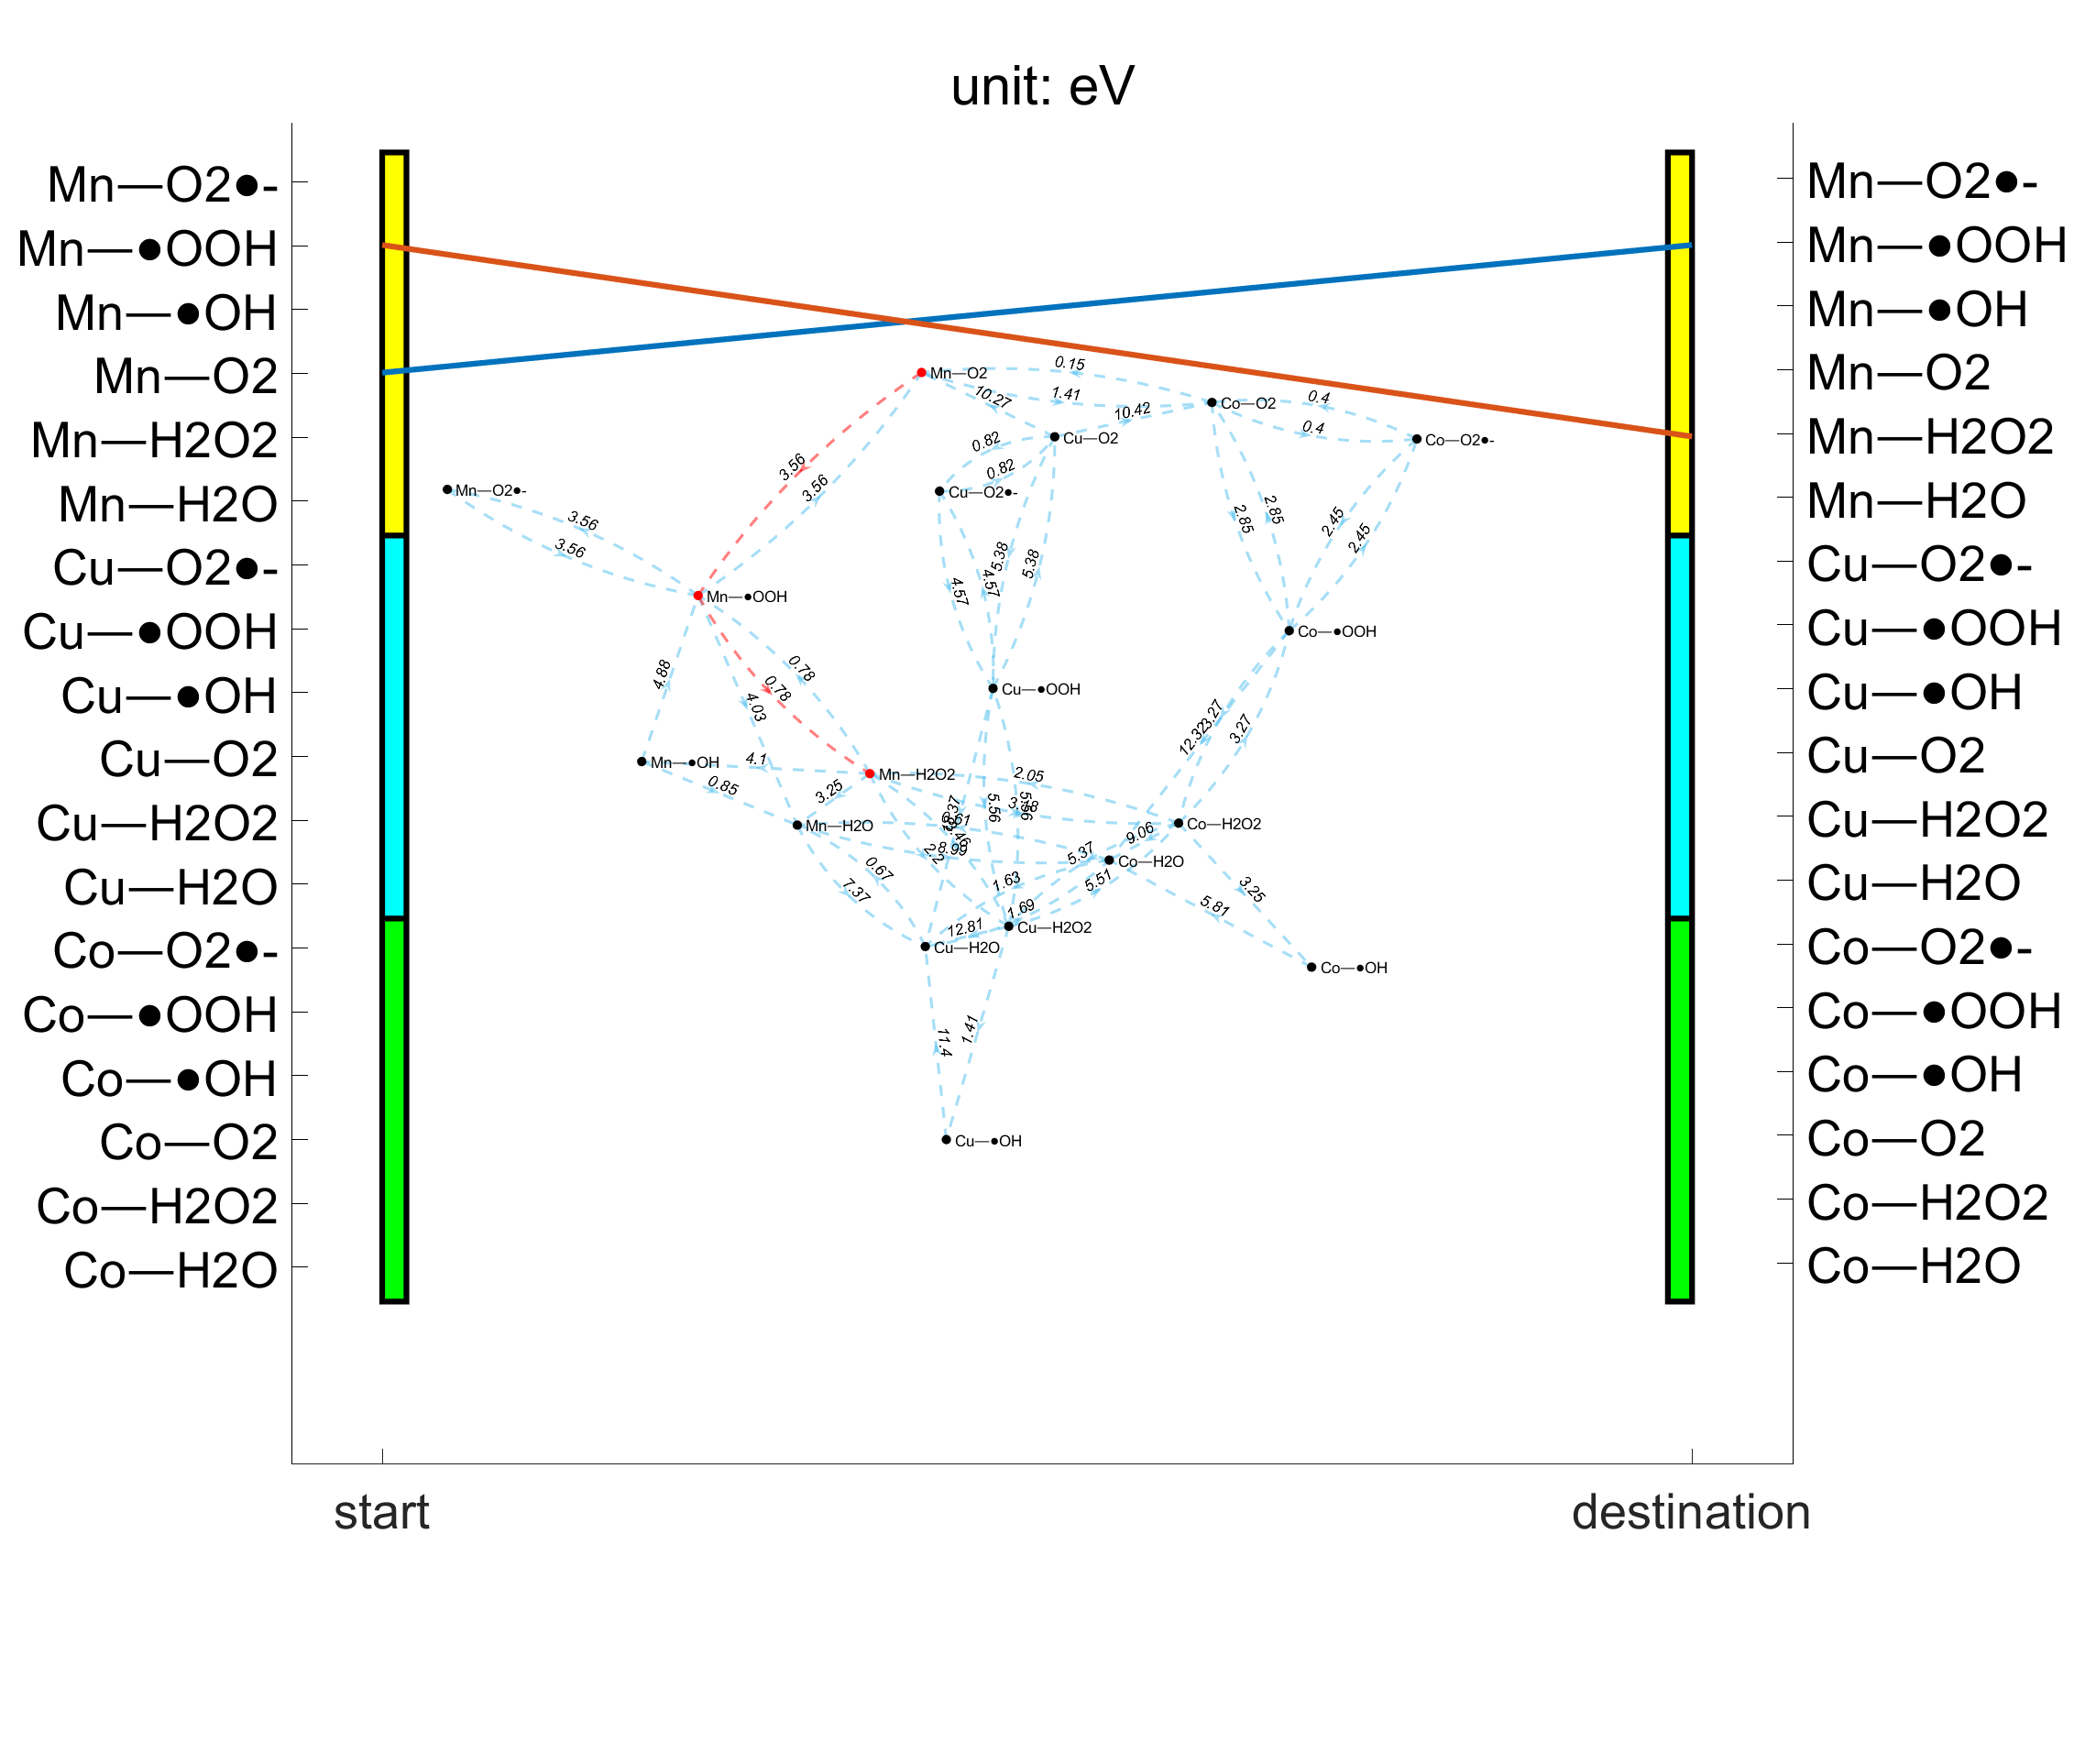 unit: eV
Mn—O2●-
Mn—●OOH
Mn—●OH
Mn—O2
Mn—H2O2
Mn—H2O
Cu—O2●-
Cu—●OOH
Cu—●OH
Cu—O2
Cu—H2O2
Cu—H2O
Co—O2●-
Co—●OOH
Co—●OH
Co—O2
Co—H2O2
Co—H2O
0.15
Mn—O2
10.27
1.41
10.42
Co—O2
0.4
0.4
Co—O2●-
Cu—O2
0.82
0.82
Cu—O2●-
3.56
3.56
Mn—O2●-
3.56
3.56
2.85
2.85
2.45
2.45
5.38
5.38
4.57
4.57
Mn—●OOH
Co—●OOH
4.88
0.78
0.78
4.03
Cu—●OOH
12.32
3.27
3.27
Mn—●OH
4.1
0.85
Mn—H2O2
3.25
2.05
5.56
Mn—H2O
Co—H2O2
9.06
8.99
2.2
5.37
Co—H2O
0.67
7.37
1.63
5.51
3.25
1.69
5.81
12.81
Cu—H2O2
Cu—H2O
Co—●OH
11.4
1.41
Cu—●OH
Mn—O2●-
Mn—●OOH
Mn—●OH
Mn—O2
Mn—H2O2
Mn—H2O
Cu—O2●-
Cu—●OOH
Cu—●OH
Cu—O2
Cu—H2O2
Cu—H2O
Co—O2●-
Co—●OOH
Co—●OH
Co—O2
Co—H2O2
Co—H2O
start
destination